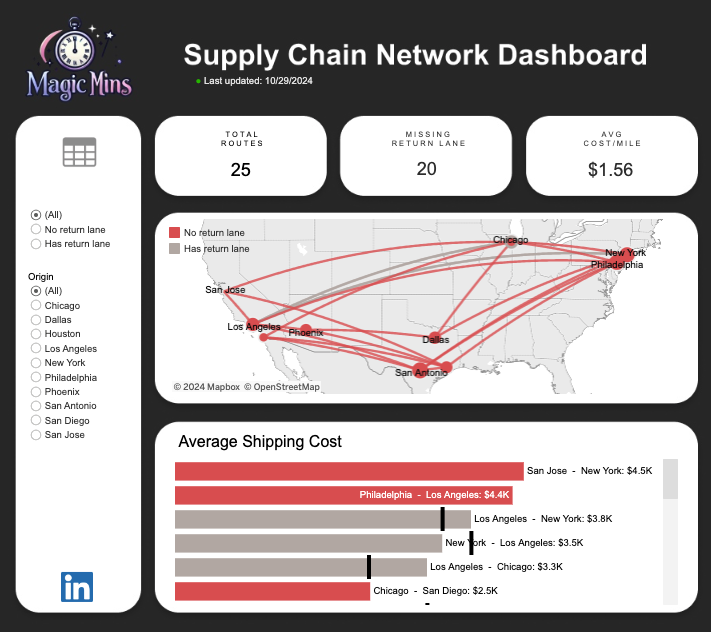 Magic Mins
Supply Chain Network Dashboard
Last updated: 10/29/2024
TOTAL
ROUTES
25
MISSING
RETURN LANE
20
AVG
COST/MILE
$1.56
(All)
No return lane
Has return lane
Origin
(All)
Chicago
Dallas
Houston
Los Angeles
New York
Philadelphia
Phoenix
San Antonio
San Diego
San Jose
in
No return lane
Has return lane
Chicago
New York
Philadelphia
San Jose
Los Angeles
Phoenix
Dallas
San Antonio
© 2024 Mapbox © OpenStreetMap
Average Shipping Cost
San Jose - New York: $4.5K
Philadelphia - Los Angeles: $4.4K
Los Angeles - New York: $3.8K
New York - Los Angeles: $3.5K
Los Angeles - Chicago: $3.3K
Chicago - San Diego: $2.5K